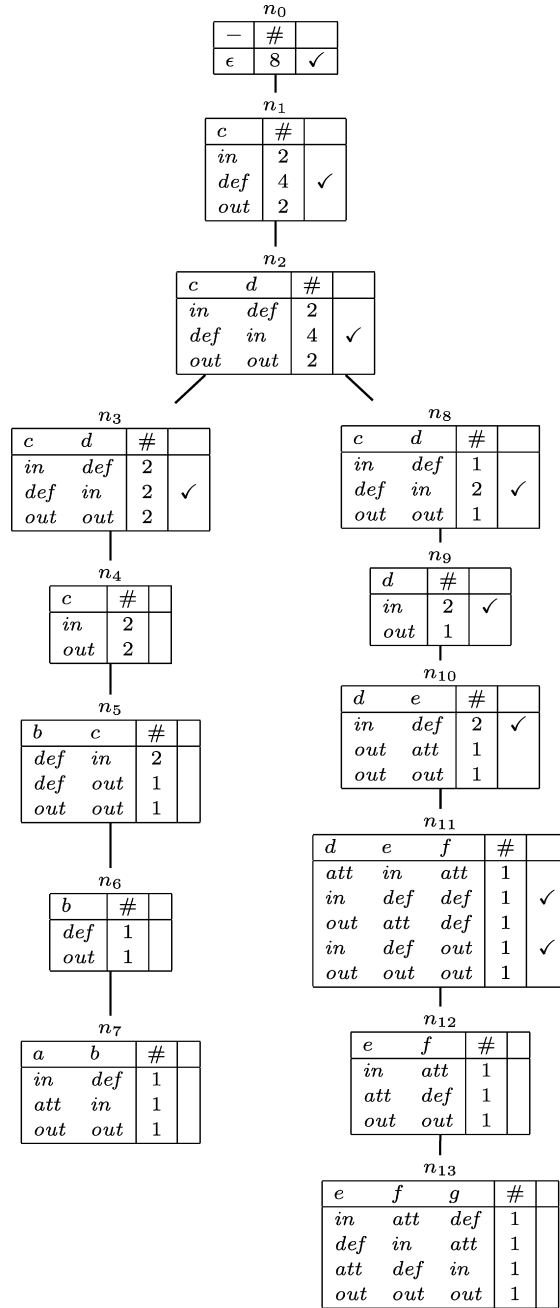 n₀
− #
ϵ 8 ✓
n₁
c #
in 2
def 4 ✓
out 2
n₂
c d #
in def 2
def in 4 ✓
out out 2
n₃
c d #
in def 2
def in 2 ✓
out out 2
n₄
c #
in 2
out 2
n₅
b c #
def in 2
def out 1
out out 1
n₆
b #
def 1
out 1
n₇
a b #
in def 1
att in 1
out out 1
n₈
c d #
in def 1
def in 2 ✓
out out 1
n₉
d #
in 2 ✓
out 1
n₁₀
d e #
in def 2 ✓
out att 1
out out 1
n₁₁
d e f #
att in att 1
in def def 1 ✓
out att def 1
in def out 1 ✓
out out out 1
n₁₂
e f #
in att 1
att def 1
out out 1
n₁₃
e f g #
in att def 1
def in att 1
att def in 1
out out out 1